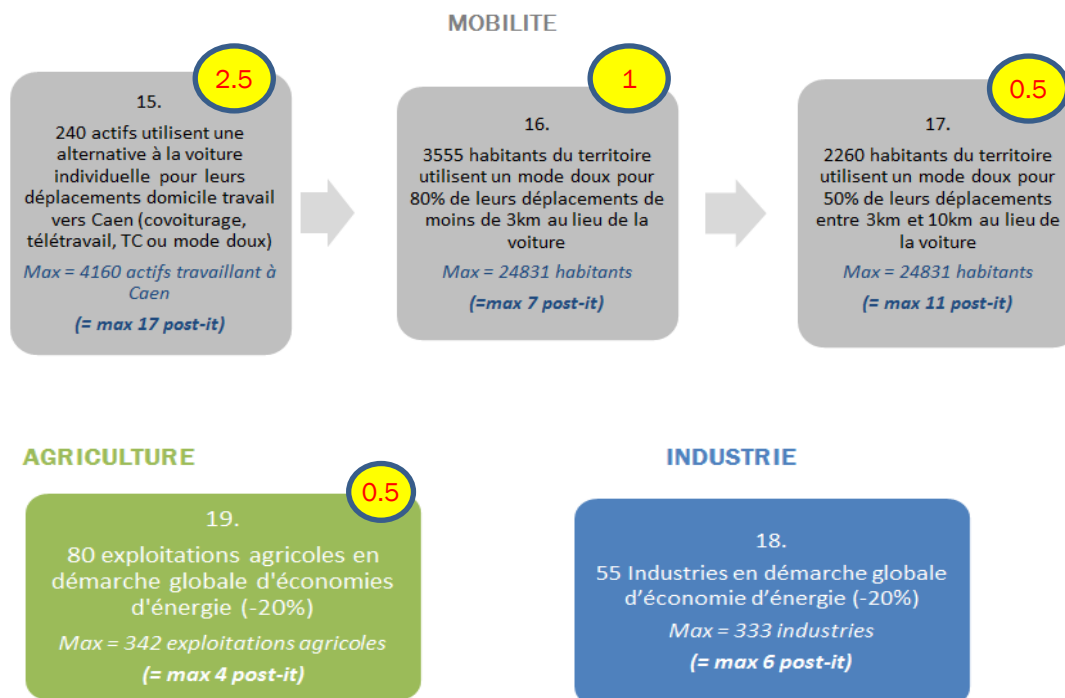 MOBILITE
2.5
15.
240 actifs utilisent une
alternative à la voiture
individuelle pour leurs
déplacements domicile travail
vers Caen (covoiturage,
télétravail, TC ou mode doux)
Max = 4160 actifs travaillant à
Caen
(= max 17 post-it)
1
16.
3555 habitants du territoire
utilisent un mode doux pour
80% de leurs déplacements de
moins de 3km au lieu de la
voiture
Max = 24831 habitants
(=max 7 post-it)
0.5
17.
2260 habitants du territoire
utilisent un mode doux pour
50% de leurs déplacements
entre 3km et 10km au lieu de
la voiture
Max = 24831 habitants
(= max 11 post-it)
AGRICULTURE
0.5
19.
80 exploitations agricoles en
démarche globale d'économies
d'énergie (-20%)
Max = 342 exploitations agricoles
(= max 4 post-it)
INDUSTRIE
18.
55 Industries en démarche globale
d’économie d’énergie (-20%)
Max = 333 industries
(= max 6 post-it)